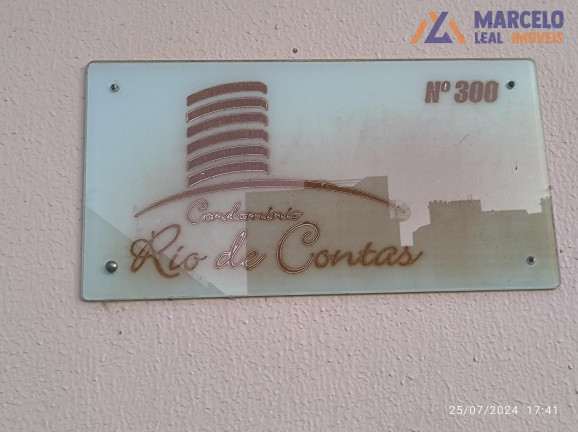 MARCELO
LEAL IMÓVEIS
Nº 300
Condomínio
Rio de Contas
25/07/2024 17:41